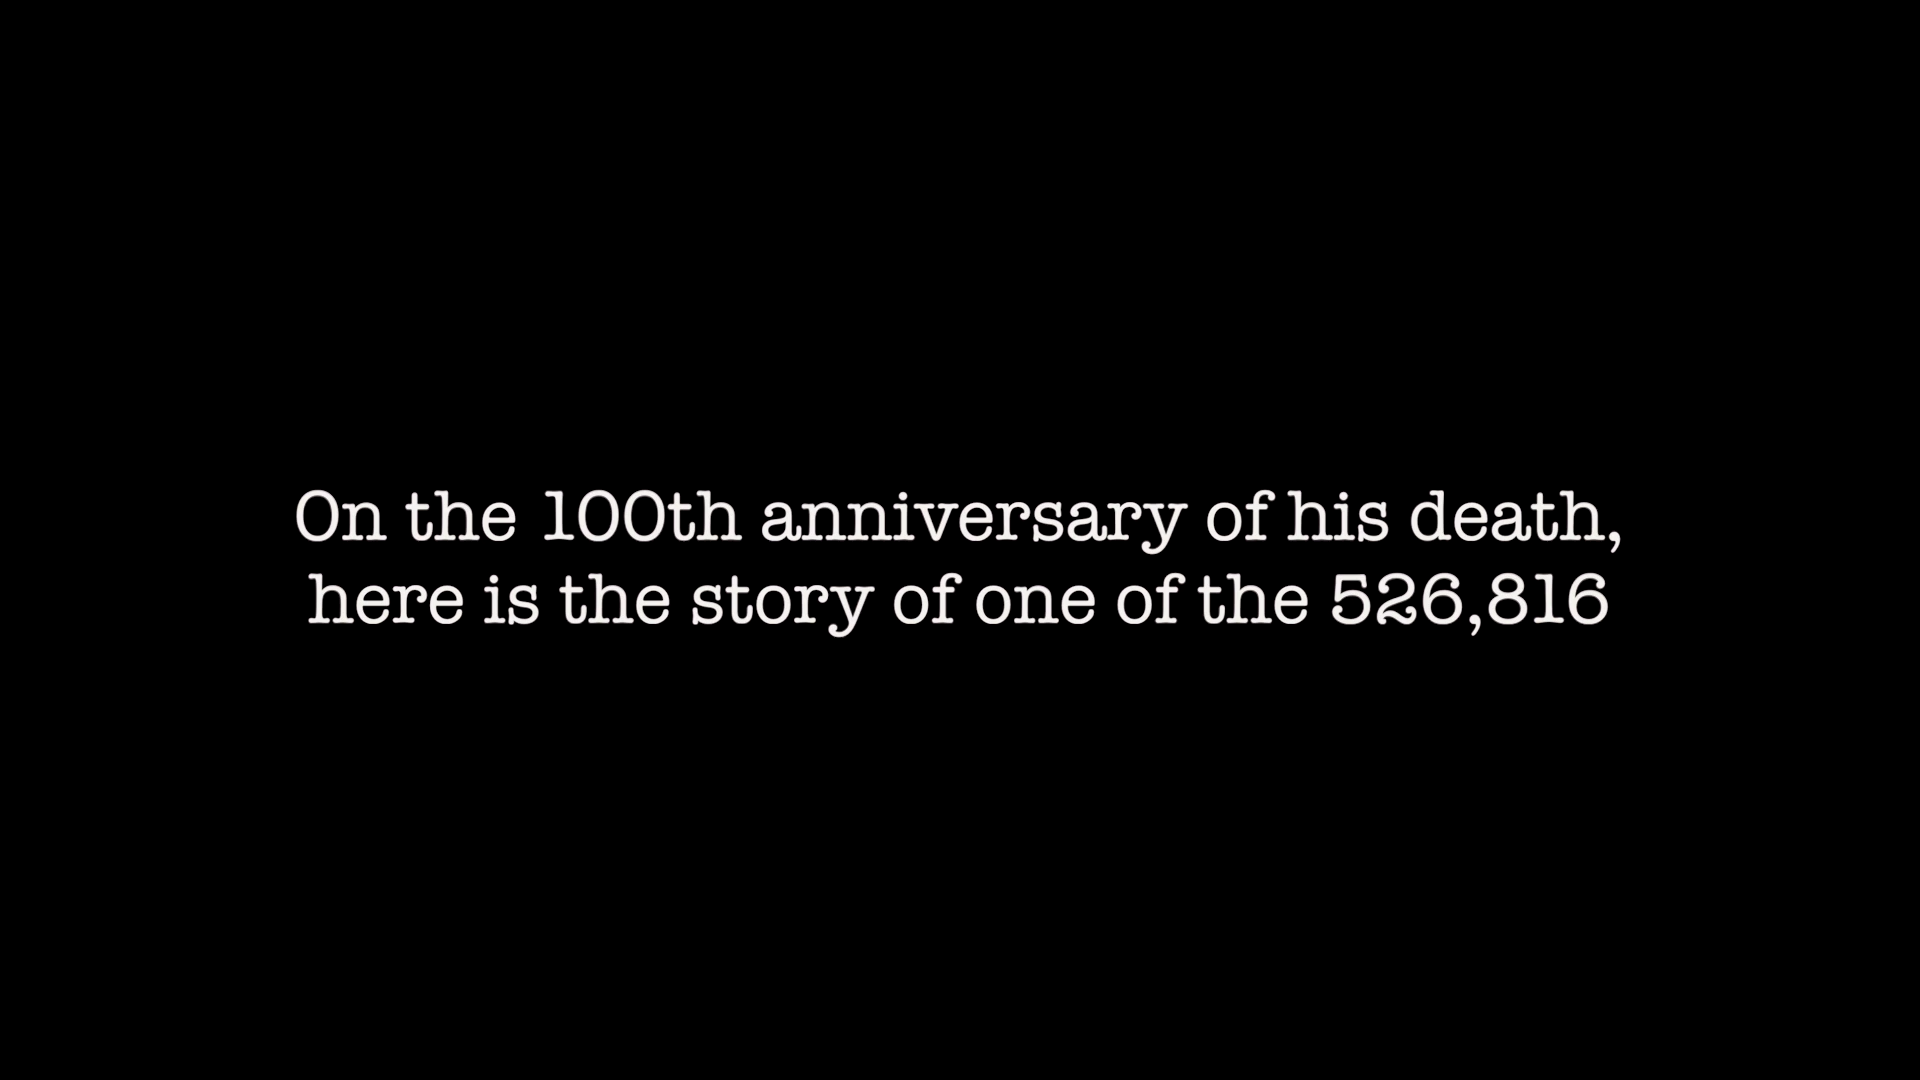 On the 100th anniversary of his death,
here is the story of one of the 526,816